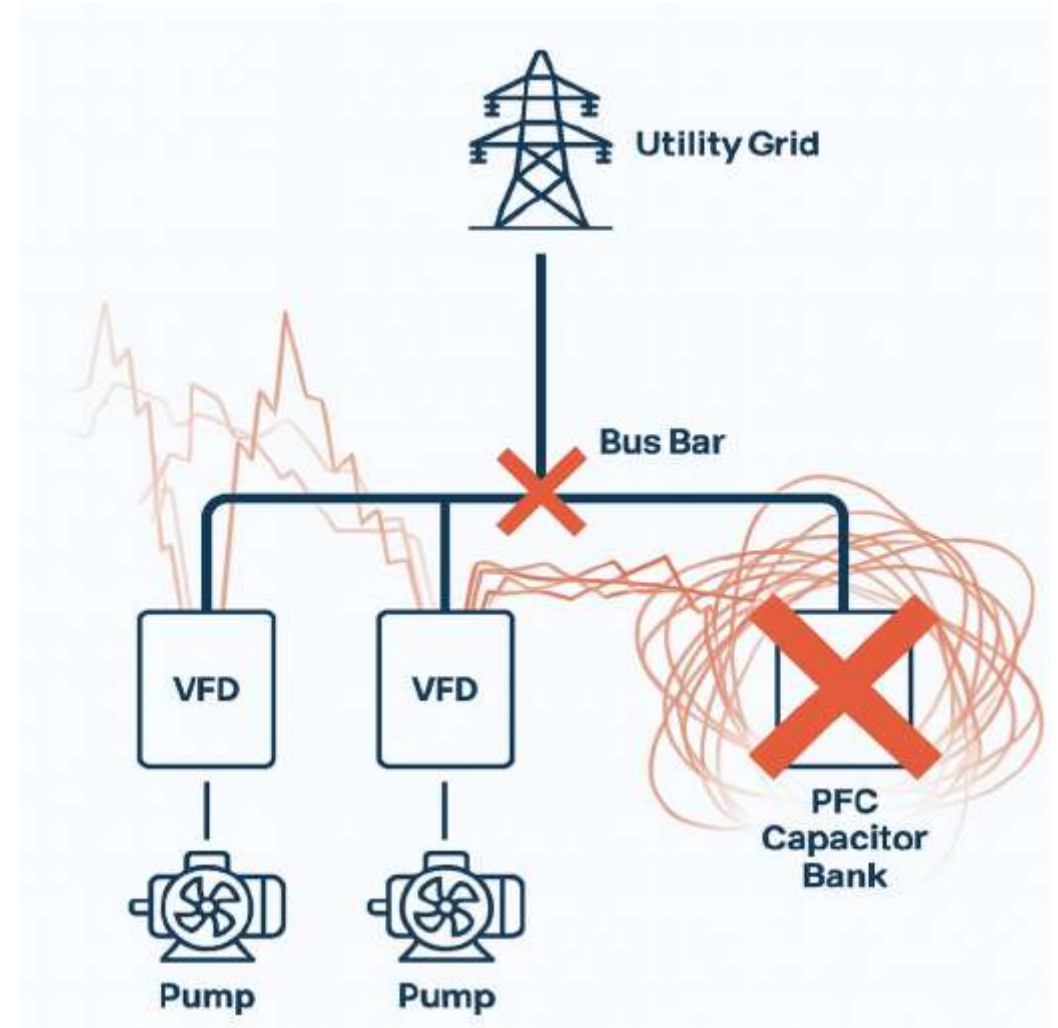 Utility Grid
Bus Bar
VFD
VFD
PFC
Capacitor
Bank
Pump
Pump